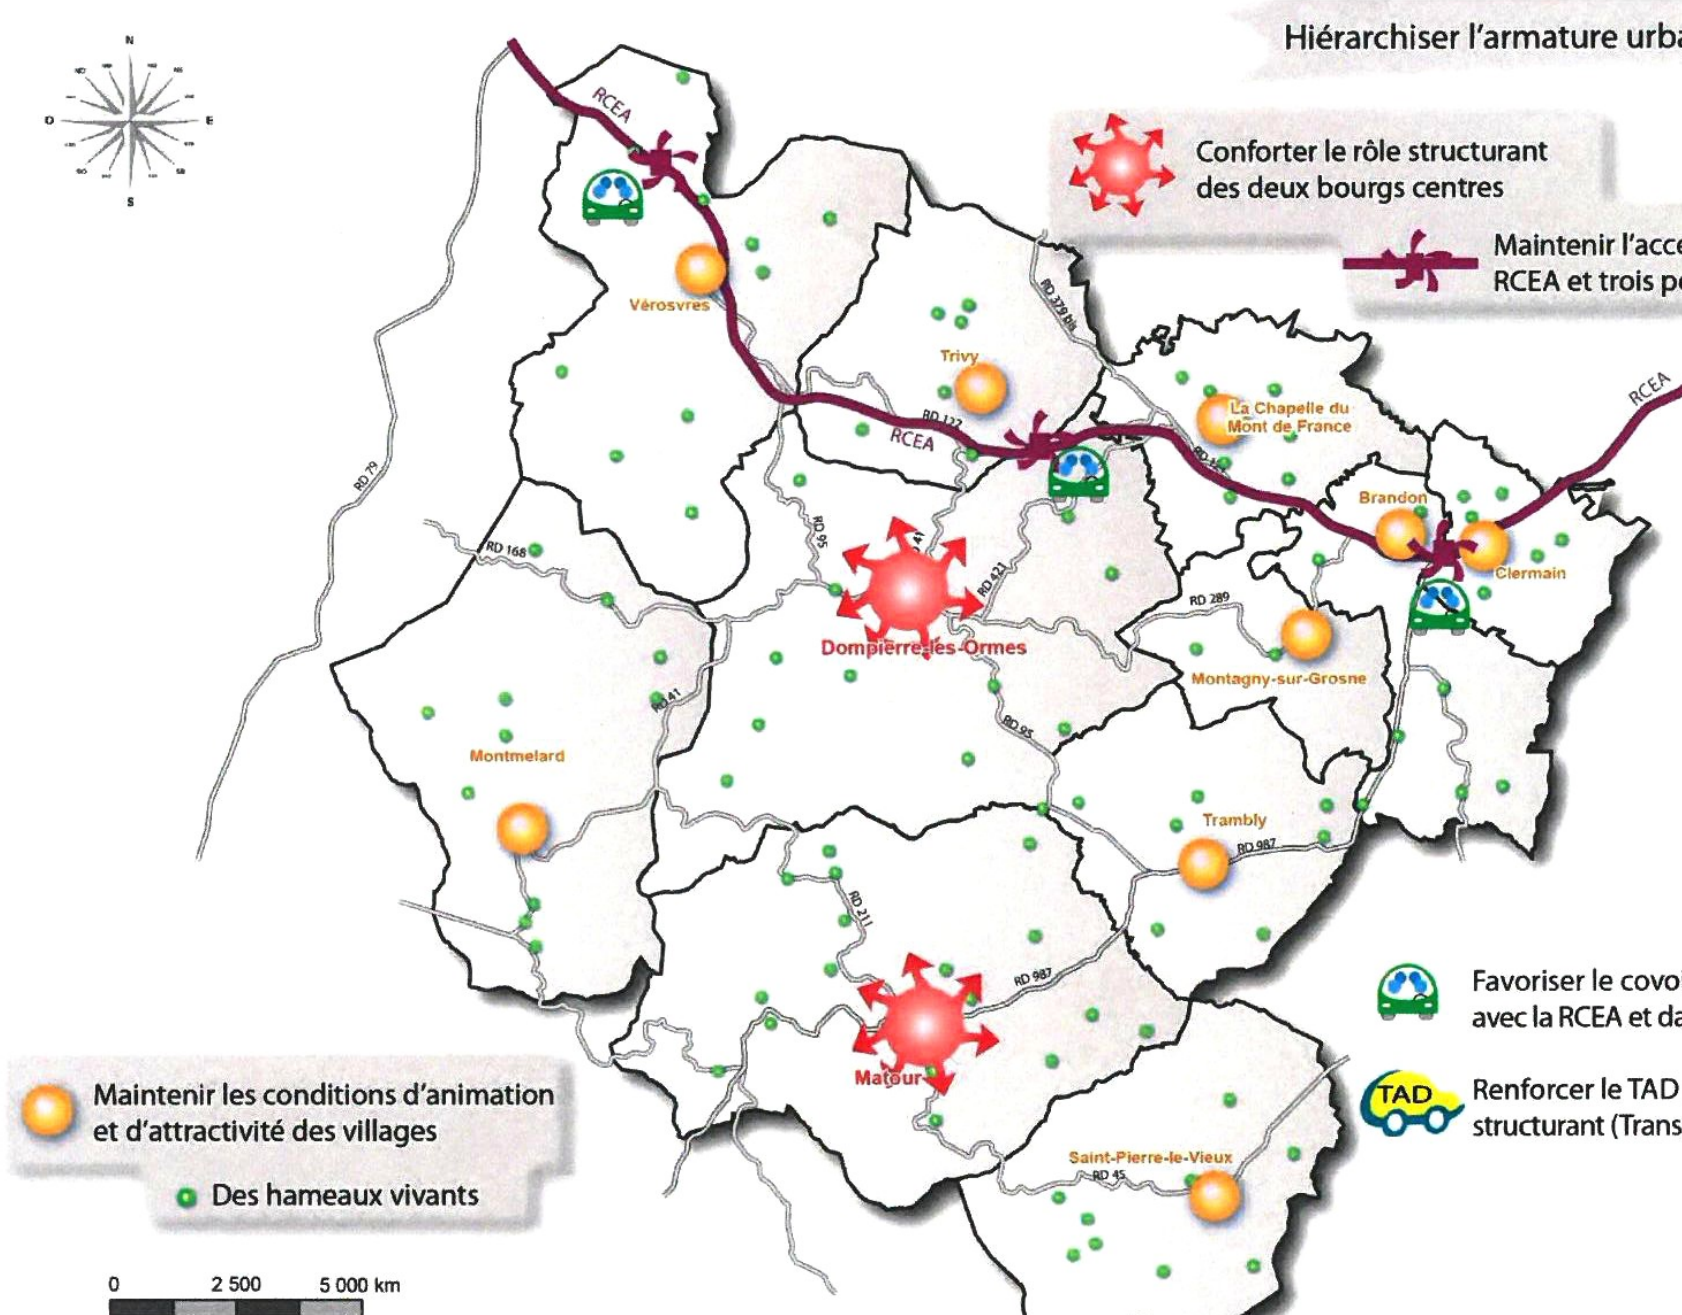 Hiérarchiser l'armature urba
N
O
E
S
Conforter le rôle structurant
des deux bourgs centres
Maintenir l'acce
RCEA et trois po
RCEA
Vérosvres
RD 379 bis
Trivy
RD 79
La Chapelle du
Mont de France
RCEA
RCEA
Brandon
RD 95
RD 168
RD 421
Clermain
RD 289
Dompierre-les-Ormes
Montagny-sur-Grosne
RD 41
RD 95
Montmelard
Trambly
RD 987
RD 211
RD 987
Favoriser le covoi
avec la RCEA et da
Matour
TAD
Renforcer le TAD
structurant (Trans
Maintenir les conditions d'animation
et d'attractivité des villages
Saint-Pierre-le-Vieux
RD 45
Des hameaux vivants
0 2 500 5 000 km